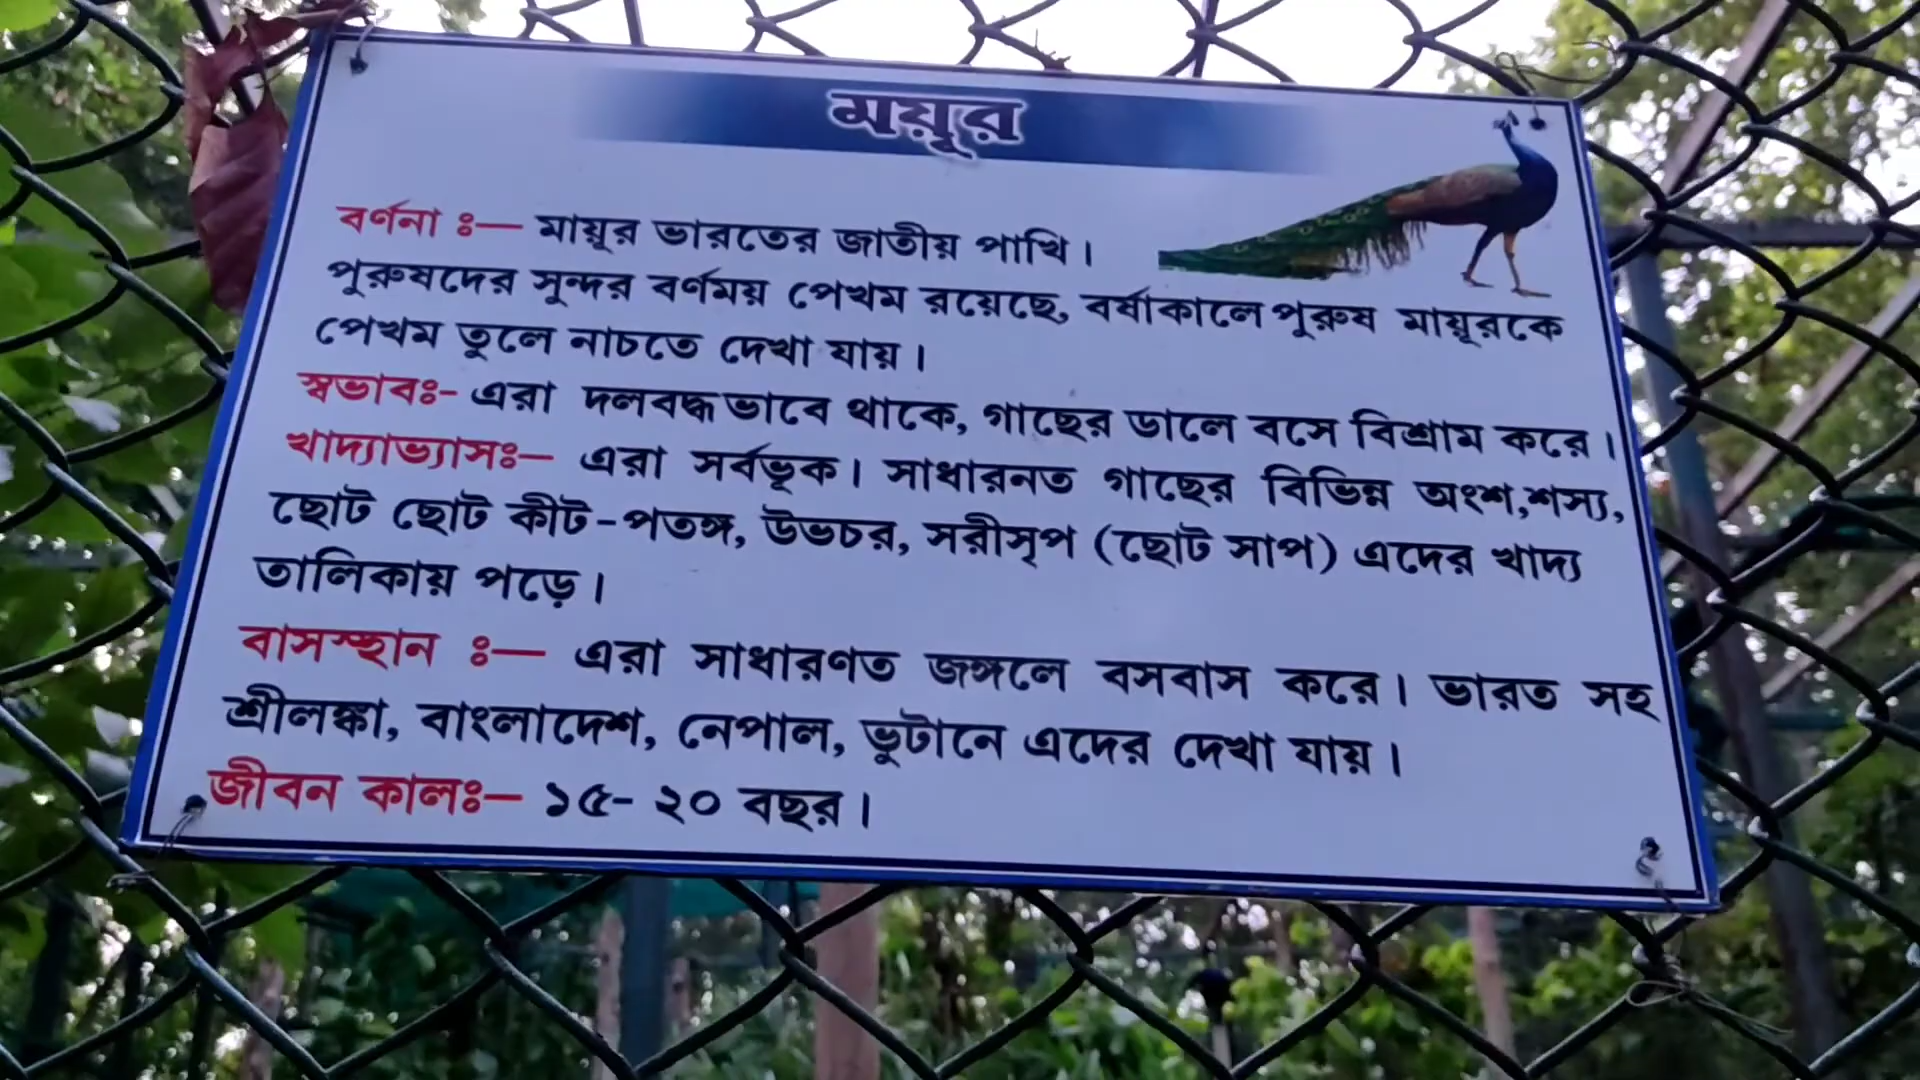 ময়ূর
বর্ণনা ঃ— মায়ূর ভারতের জাতীয় পাখি।
পুরুষদের সুন্দর বর্ণময় পেখম রয়েছে, বর্ষাকালে পুরুষ মায়ূরকে
পেখম তুলে নাচতে দেখা যায়।
স্বভাবঃ- এরা দলবদ্ধভাবে থাকে, গাছের ডালে বসে বিশ্রাম করে।
খাদ্যাভ্যাসঃ— এরা সর্বভূক। সাধারনত গাছের বিভিন্ন অংশ,শস্য,
ছোট ছোট কীট-পতঙ্গ, উভচর, সরীসৃপ (ছোট সাপ) এদের খাদ্য
তালিকায় পড়ে।
বাসস্হান ঃ— এরা সাধারণত জঙ্গলে বসবাস করে। ভারত সহ
শ্রীলঙ্কা, বাংলাদেশ, নেপাল, ভুটানে এদের দেখা যায়।
জীবন কালঃ— ১৫- ২০ বছর।